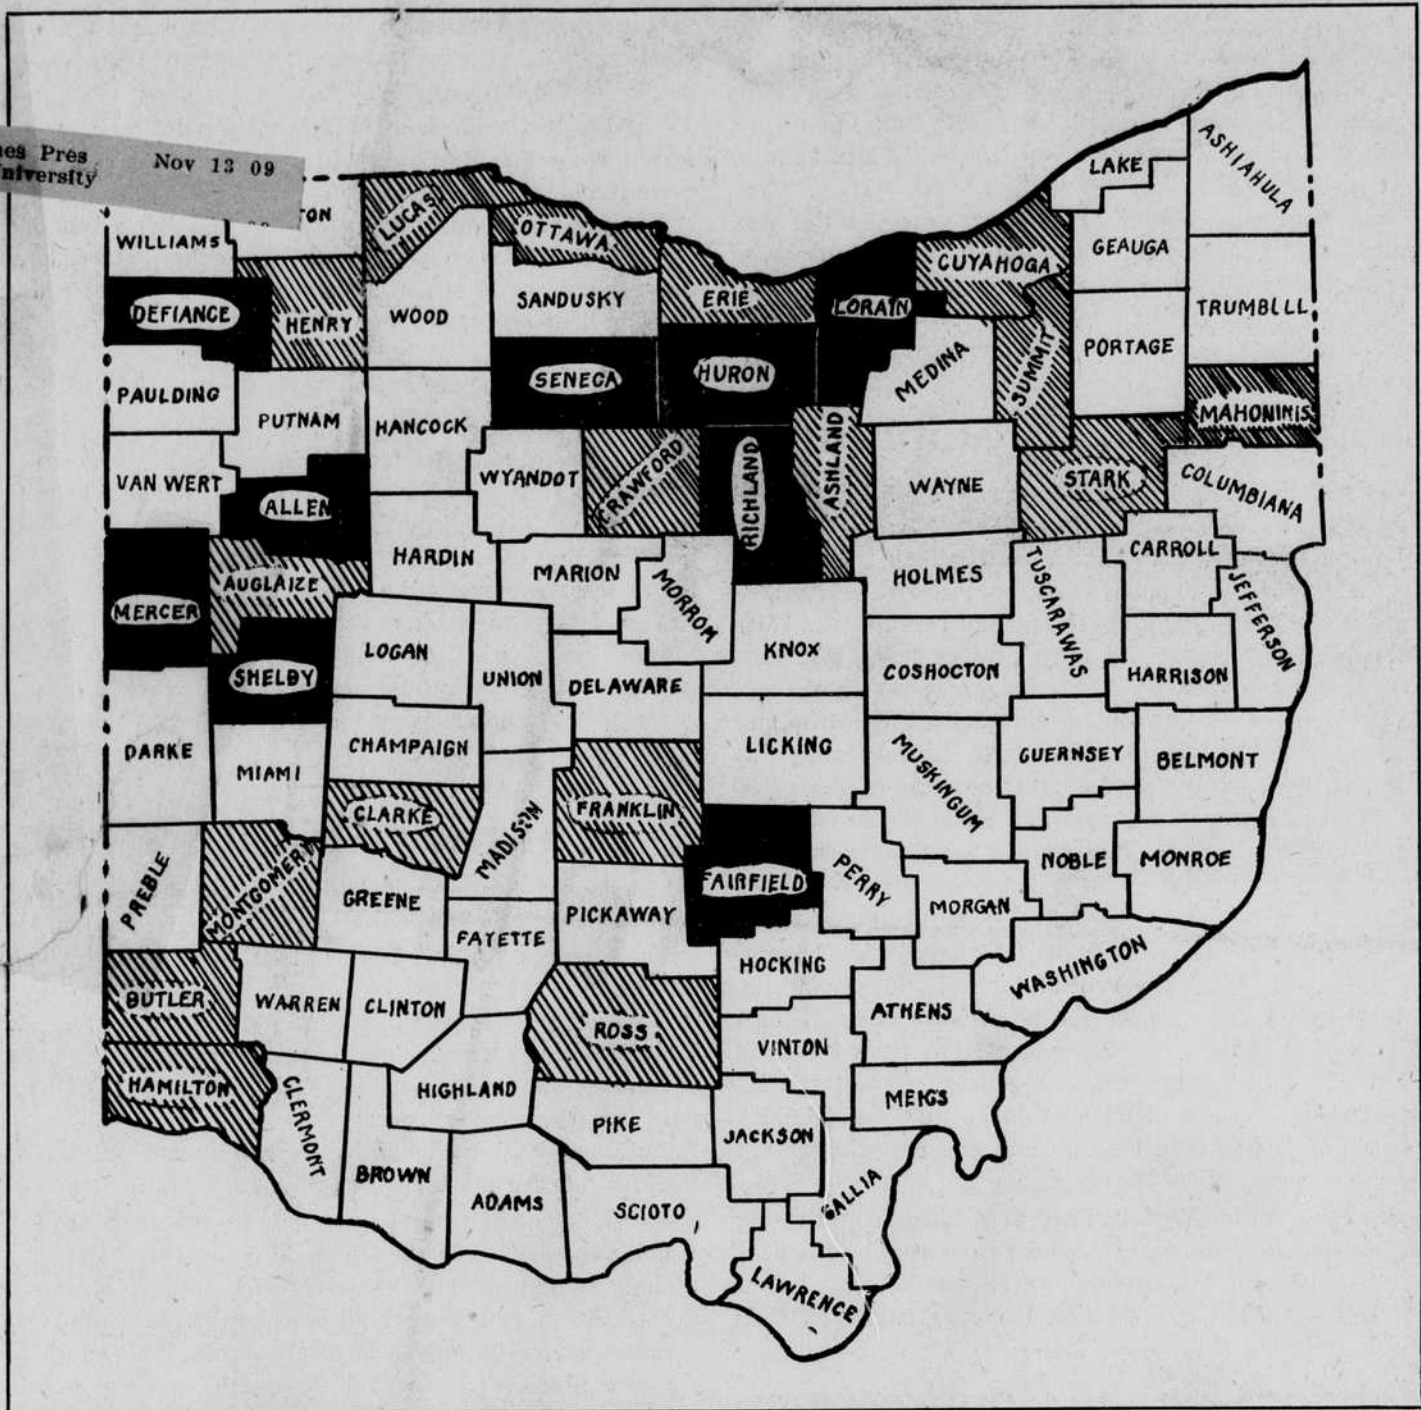 nes Pres Nov 13 09
niversity
TON
LAKE
ASHIAHULA
WILLIAMS
LUCAS
OTTAWA
GEAUGA
CUYAHOGA
DEFIANCE
HENRY
WOOD
SANDUSKY
ERIE
LORAIN
TRUMBLLL
SENECA
HURON
MEDINA
SUMMIT
PORTAGE
PAULDING
PUTNAM
HANCOCK
MAHONINIS
VAN WERT
ALLEN
WYANDOT
CRAWFORD
RICHLAND
ASHLAND
WAYNE
STARK
COLUMBIANA
MERCER
AUGLAIZE
HARDIN
MARION
MORROM
HOLMES
TUSCARAWAS
CARROLL
JEFFERSON
SHELBY
LOGAN
UNION
DELAWARE
KNOX
COSHOCTON
HARRISON
DARKE
MIAMI
CHAMPAIGN
LICKING
MUSKINGUM
GUERNSEY
BELMONT
CLARKE
MADISON
FRANKLIN
PREBLE
MONTGOMERY
GREENE
FAYETTE
PICKAWAY
FAIRFIELD
PERRY
MORGAN
NOBLE
MONROE
BUTLER
WARREN
CLINTON
ROSS
HOCKING
ATHENS
WASHINGTON
HAMILTON
CLERMONT
HIGHLAND
VINTON
MEIGS
BROWN
ADAMS
PIKE
JACKSON
SCIOTO
GALLIA
LAWRENCE